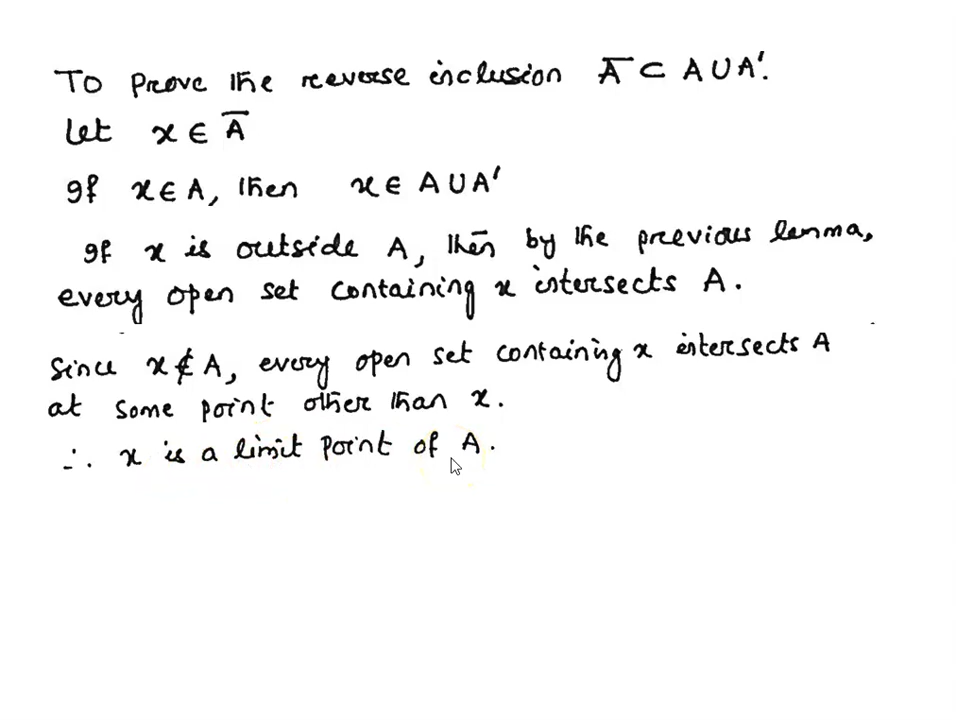 To prove the reverse inclusion A̅ ⊂ A ∪ A'.
Let x ∈ A̅
If x ∈ A, then x ∈ A ∪ A'
If x is outside A, then by the previous lemma,
every open set containing x intersects A.
Since x ∉ A, every open set containing x intersects A
at some point other than x.
∴ x is a limit point of A.